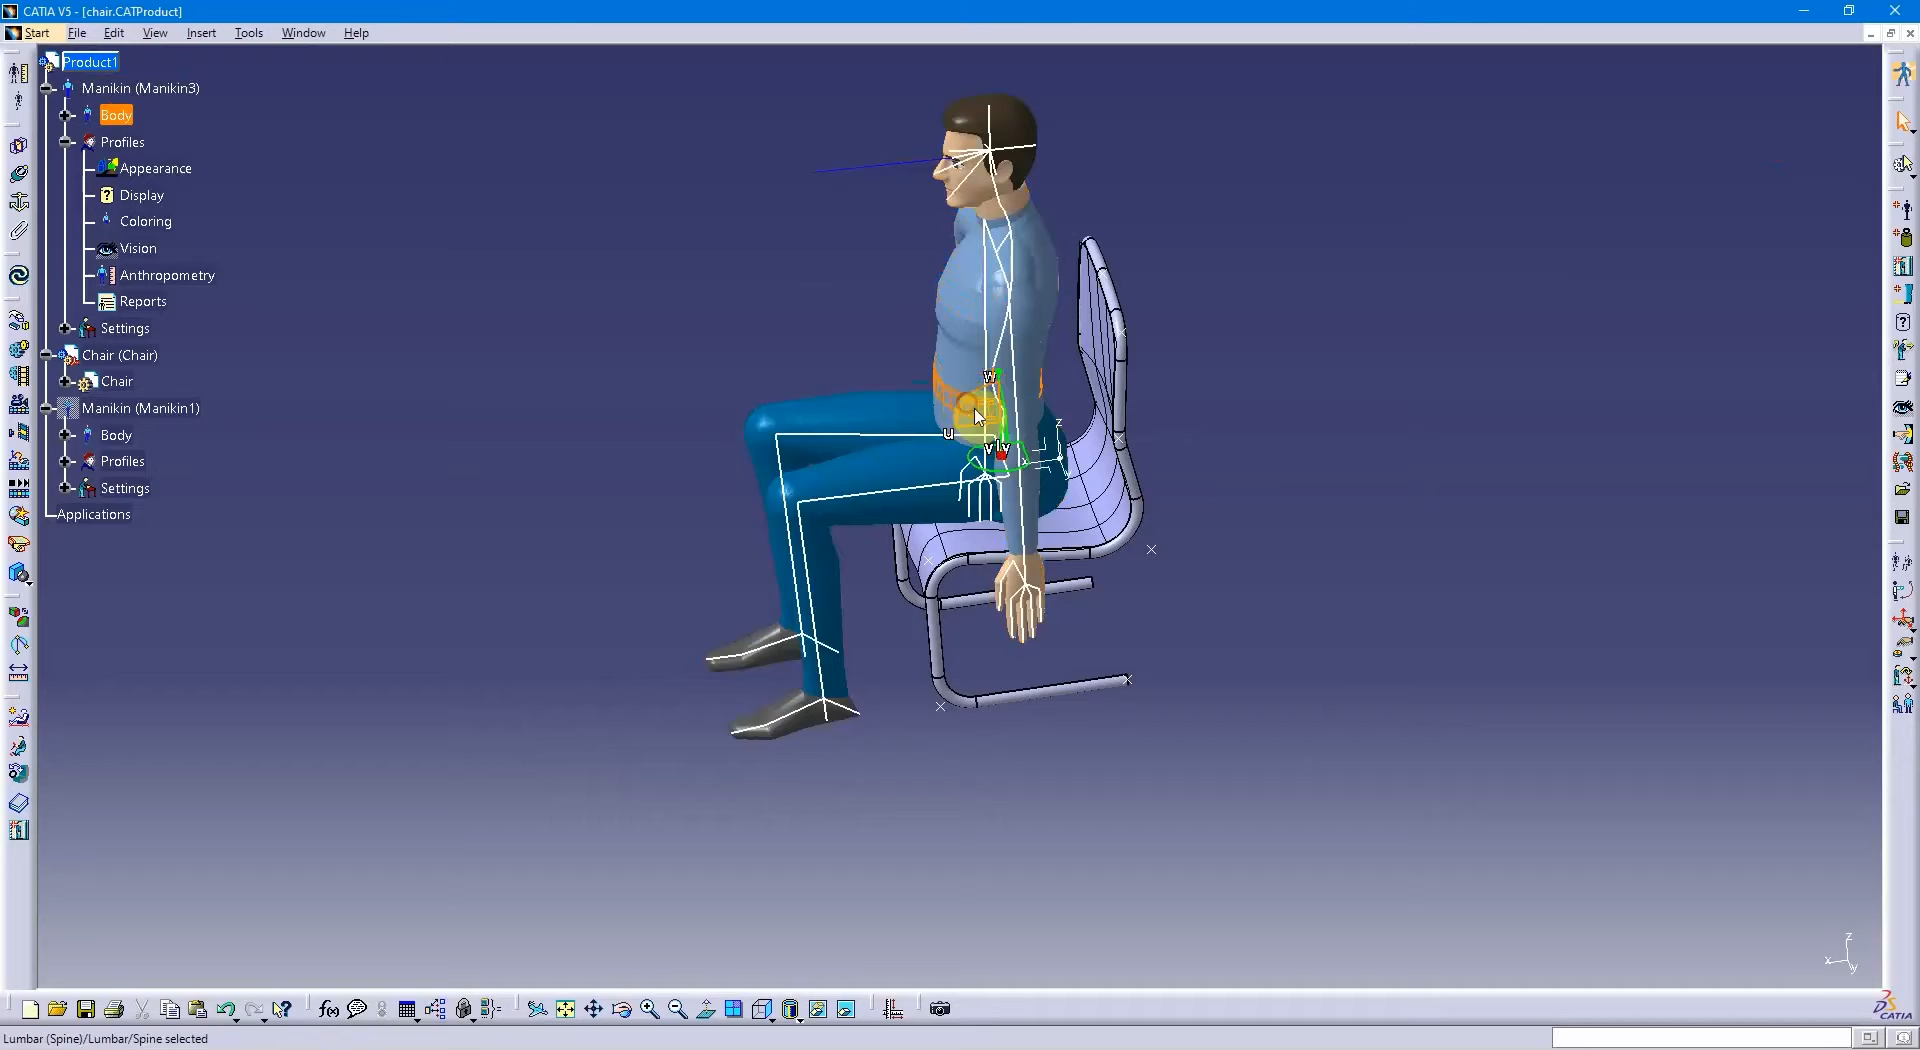 CATIA V5 - [chair.CATProduct]
Start File Edit View Insert Tools Window Help
Product1
Manikin (Manikin3)
Body
Profiles
Appearance
Display
Coloring
Vision
Anthropometry
Reports
Settings
Chair (Chair)
Chair
Manikin (Manikin1)
Body
Profiles
Settings
Applications
w
u
z
x
z
x
y
f(x)
CATIA
Lumbar (Spine)/Lumbar/Spine selected